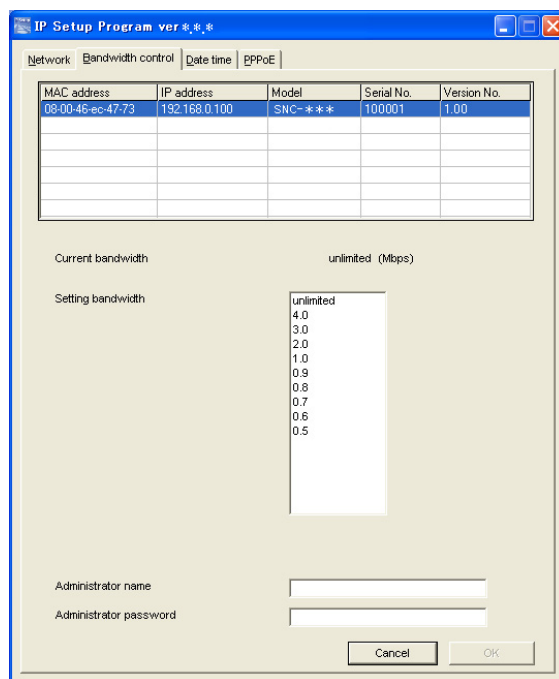 IP Setup Program ver*.*.*
Network Bandwidth control Date time PPPoE
MAC address IP address Model Serial No. Version No.
08-00-46-ec-47-73 192.168.0.100 SNC-*** 100001 1.00
Current bandwidth unlimited (Mbps)
Setting bandwidth
unlimited
4.0
3.0
2.0
1.0
0.9
0.8
0.7
0.6
0.5
Administrator name
Administrator password
Cancel OK